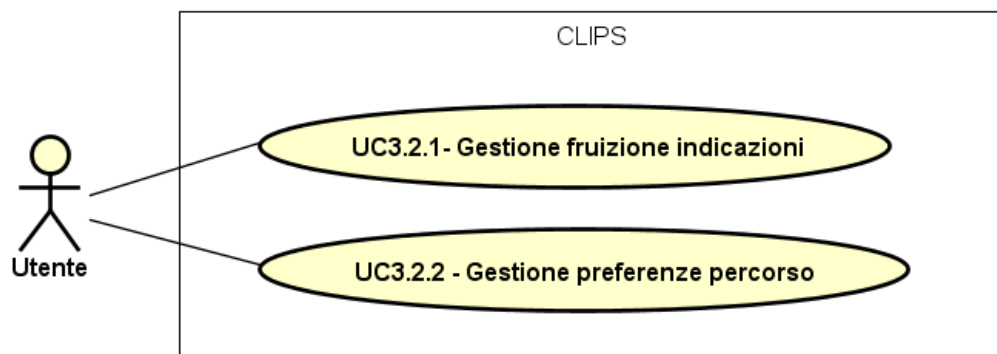 CLIPS
UC3.2.1- Gestione fruizione indicazioni
Utente
UC3.2.2 - Gestione preferenze percorso